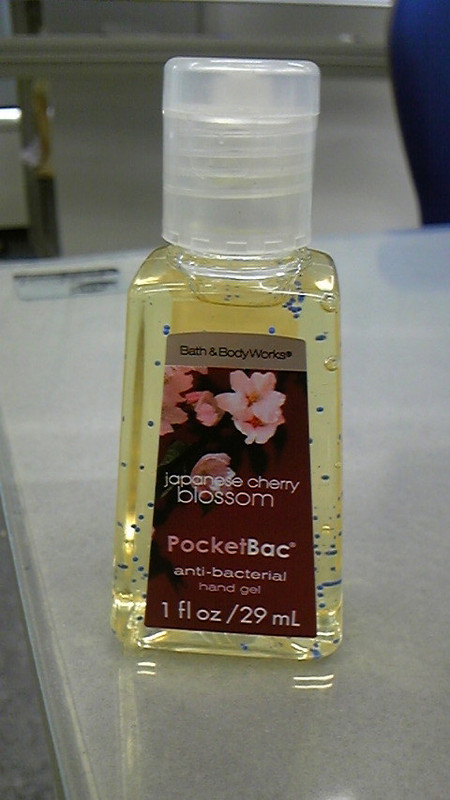 Bath & Body Works®
japanese cherry
blossom
PocketBac®
anti-bacterial
hand gel
1 fl oz / 29 mL